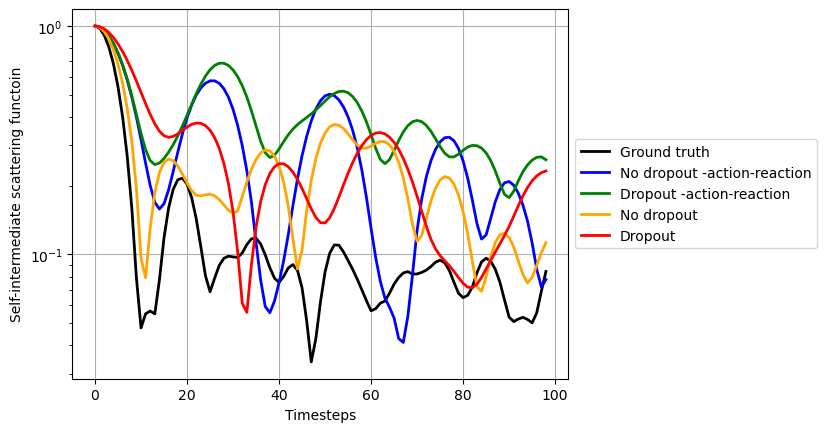 10⁰
10⁻¹
Self-intermediate scattering functoin
0 20 40 60 80 100
Timesteps
Ground truth
No dropout -action-reaction
Dropout -action-reaction
No dropout
Dropout